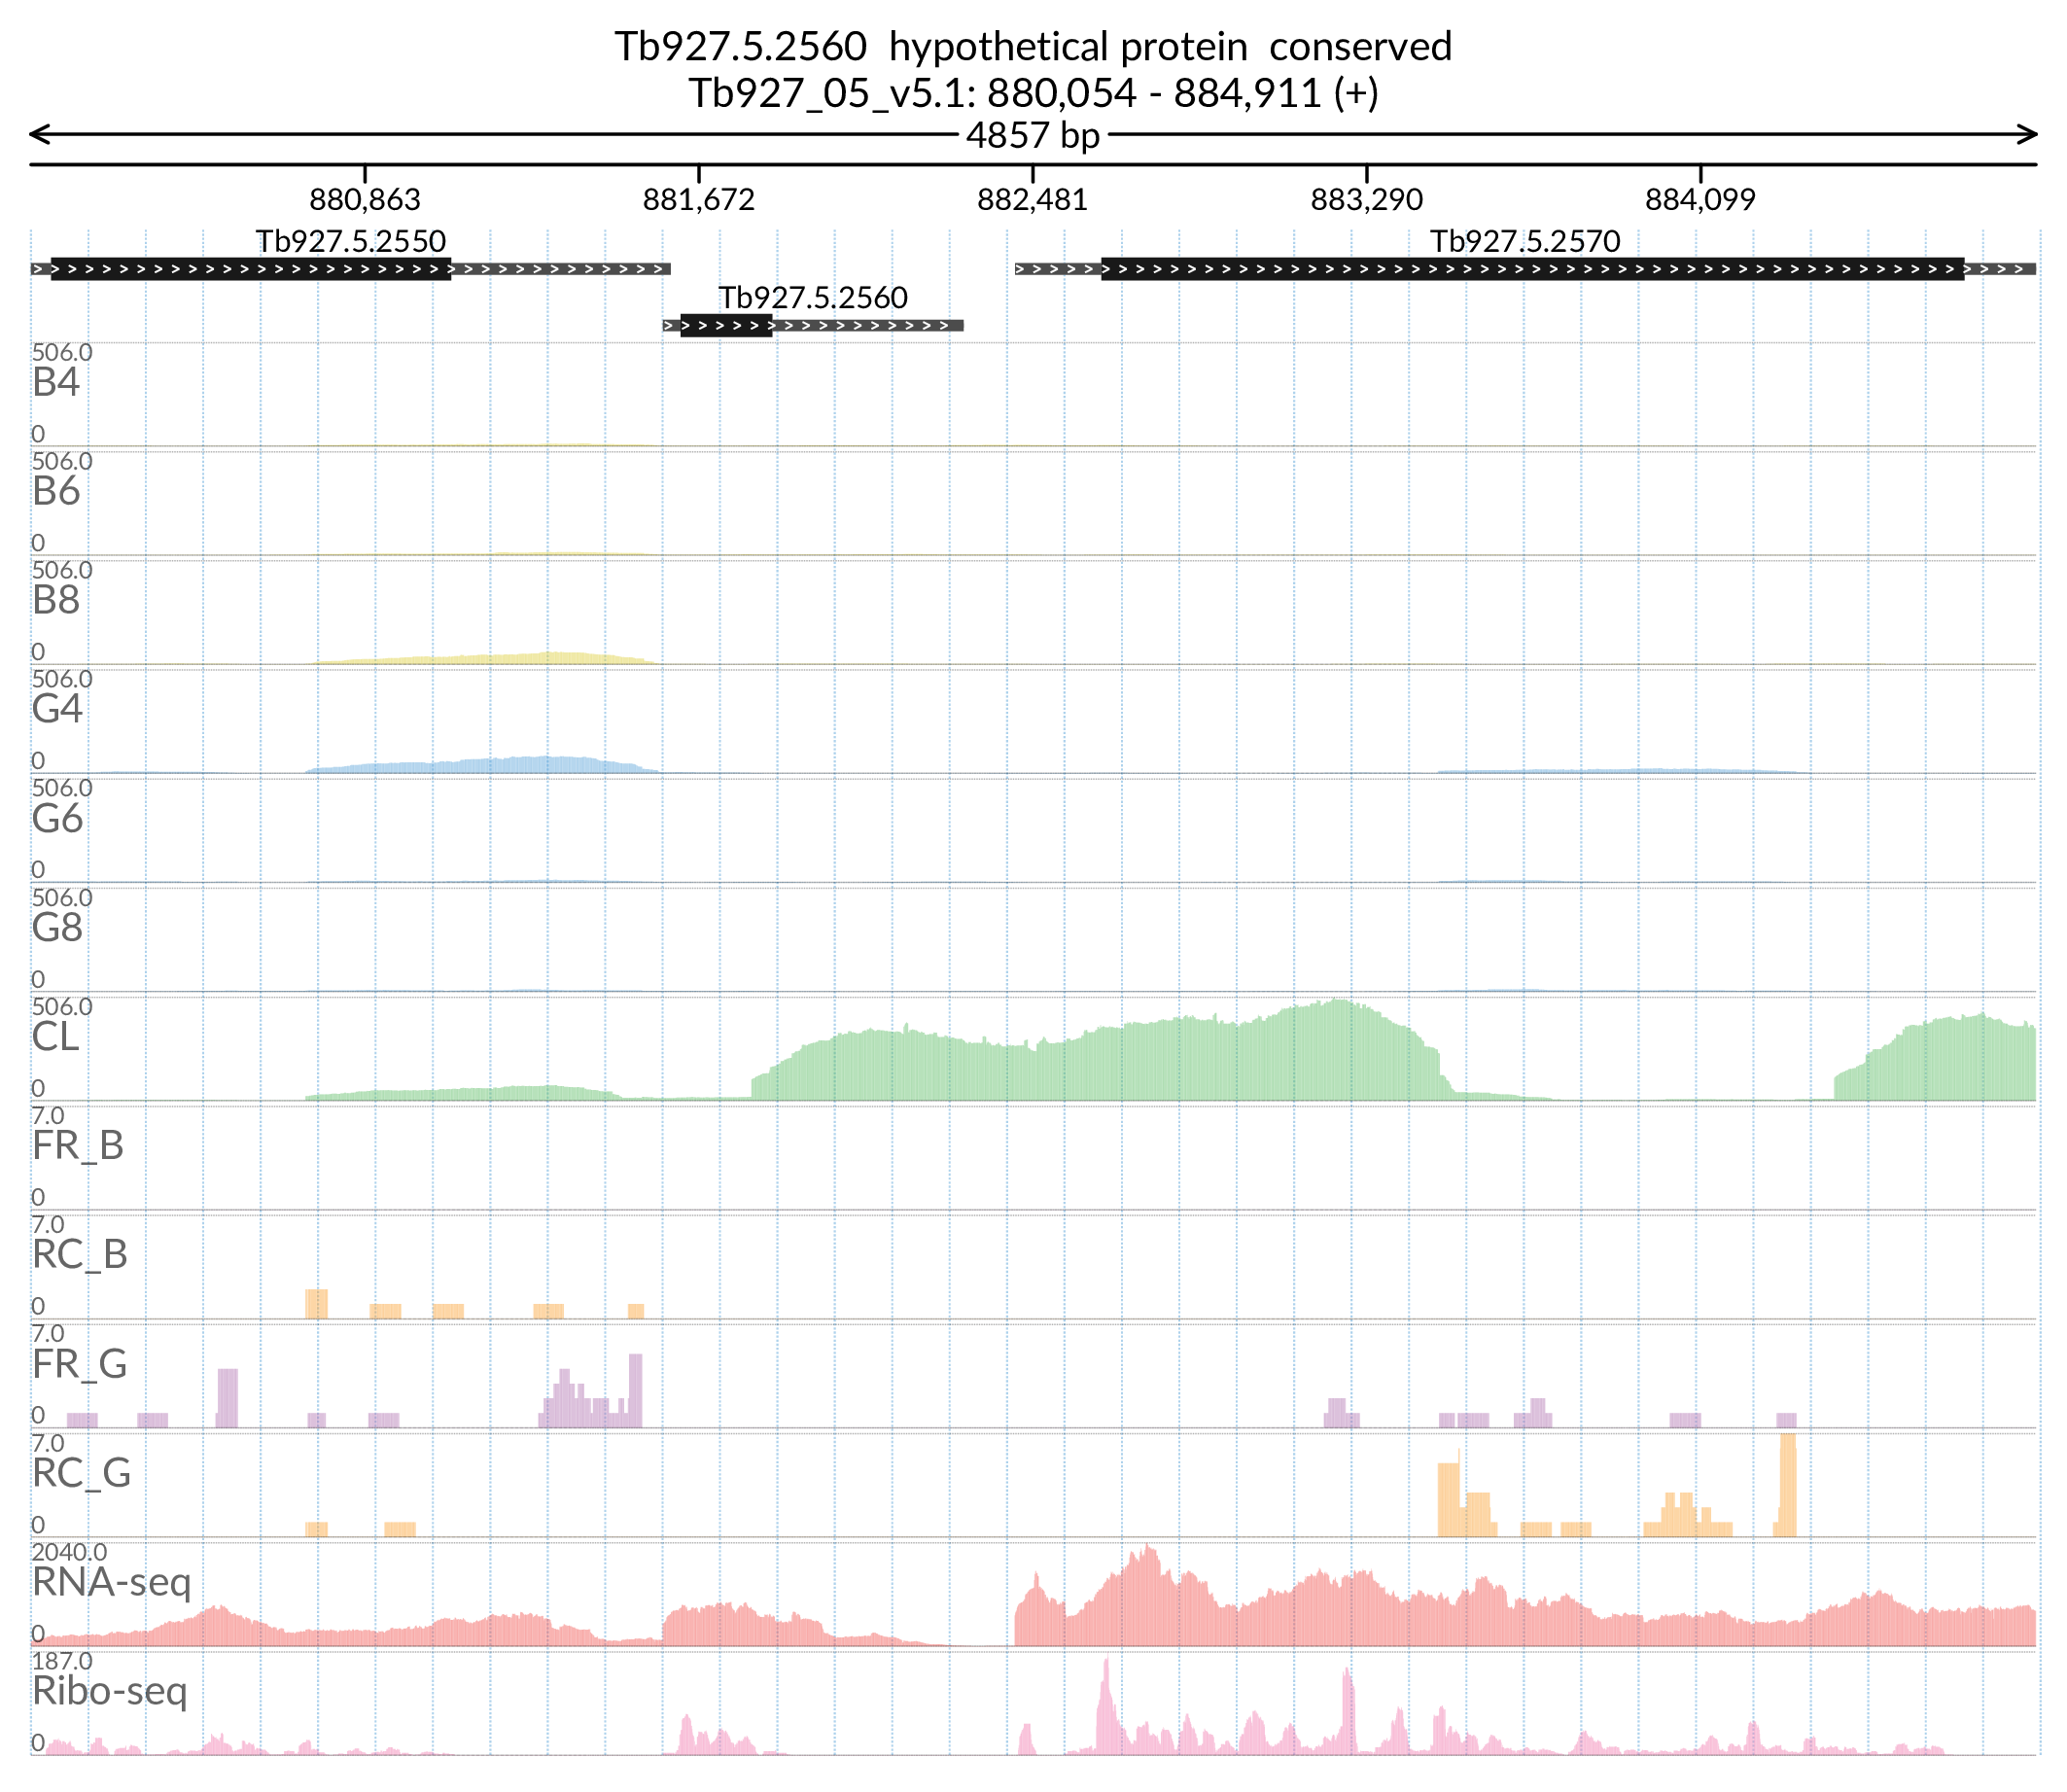 Tb927.5.2560 hypothetical protein conserved
Tb927_05_v5.1: 880,054 - 884,911 (+)
4857 bp
880,863 881,672 882,481 883,290 884,099
Tb927.5.2550 Tb927.5.2570
Tb927.5.2560
506.0
B4
0
506.0
B6
0
506.0
B8
0
506.0
G4
0
506.0
G6
0
506.0
G8
0
506.0
CL
0
7.0
FR_B
0
7.0
RC_B
0
7.0
FR_G
0
7.0
RC_G
0
2040.0
RNA-seq
0
187.0
Ribo-seq
0